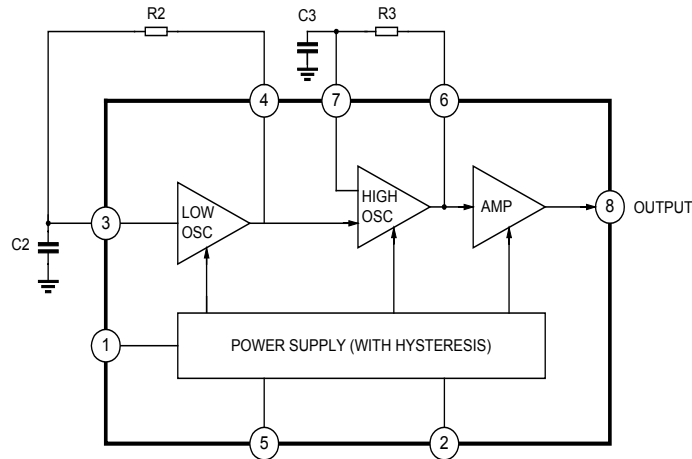 R2
C3
R3
4
7
6
LOW
OSC
HIGH
OSC
AMP
8 OUTPUT
3
C2
1
POWER SUPPLY (WITH HYSTERESIS)
5
2